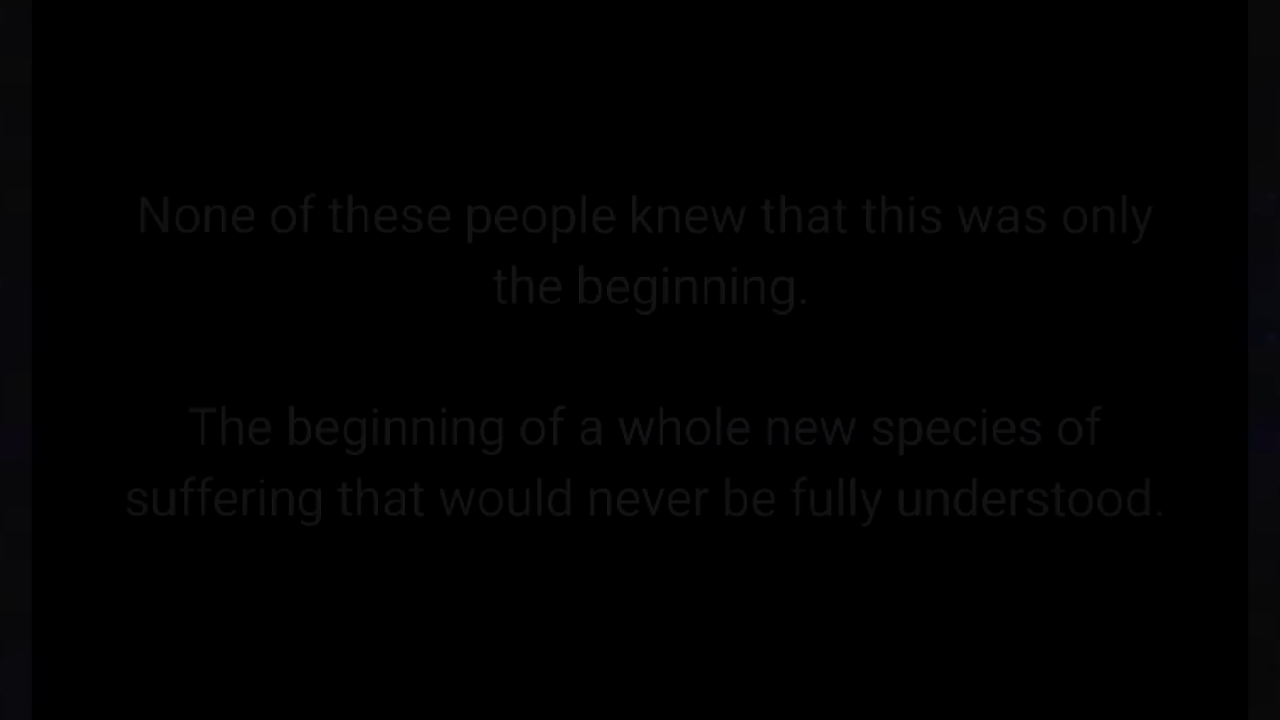 None of these people knew that this was only
the beginning.
The beginning of a whole new species of
suffering that would never be fully understood.